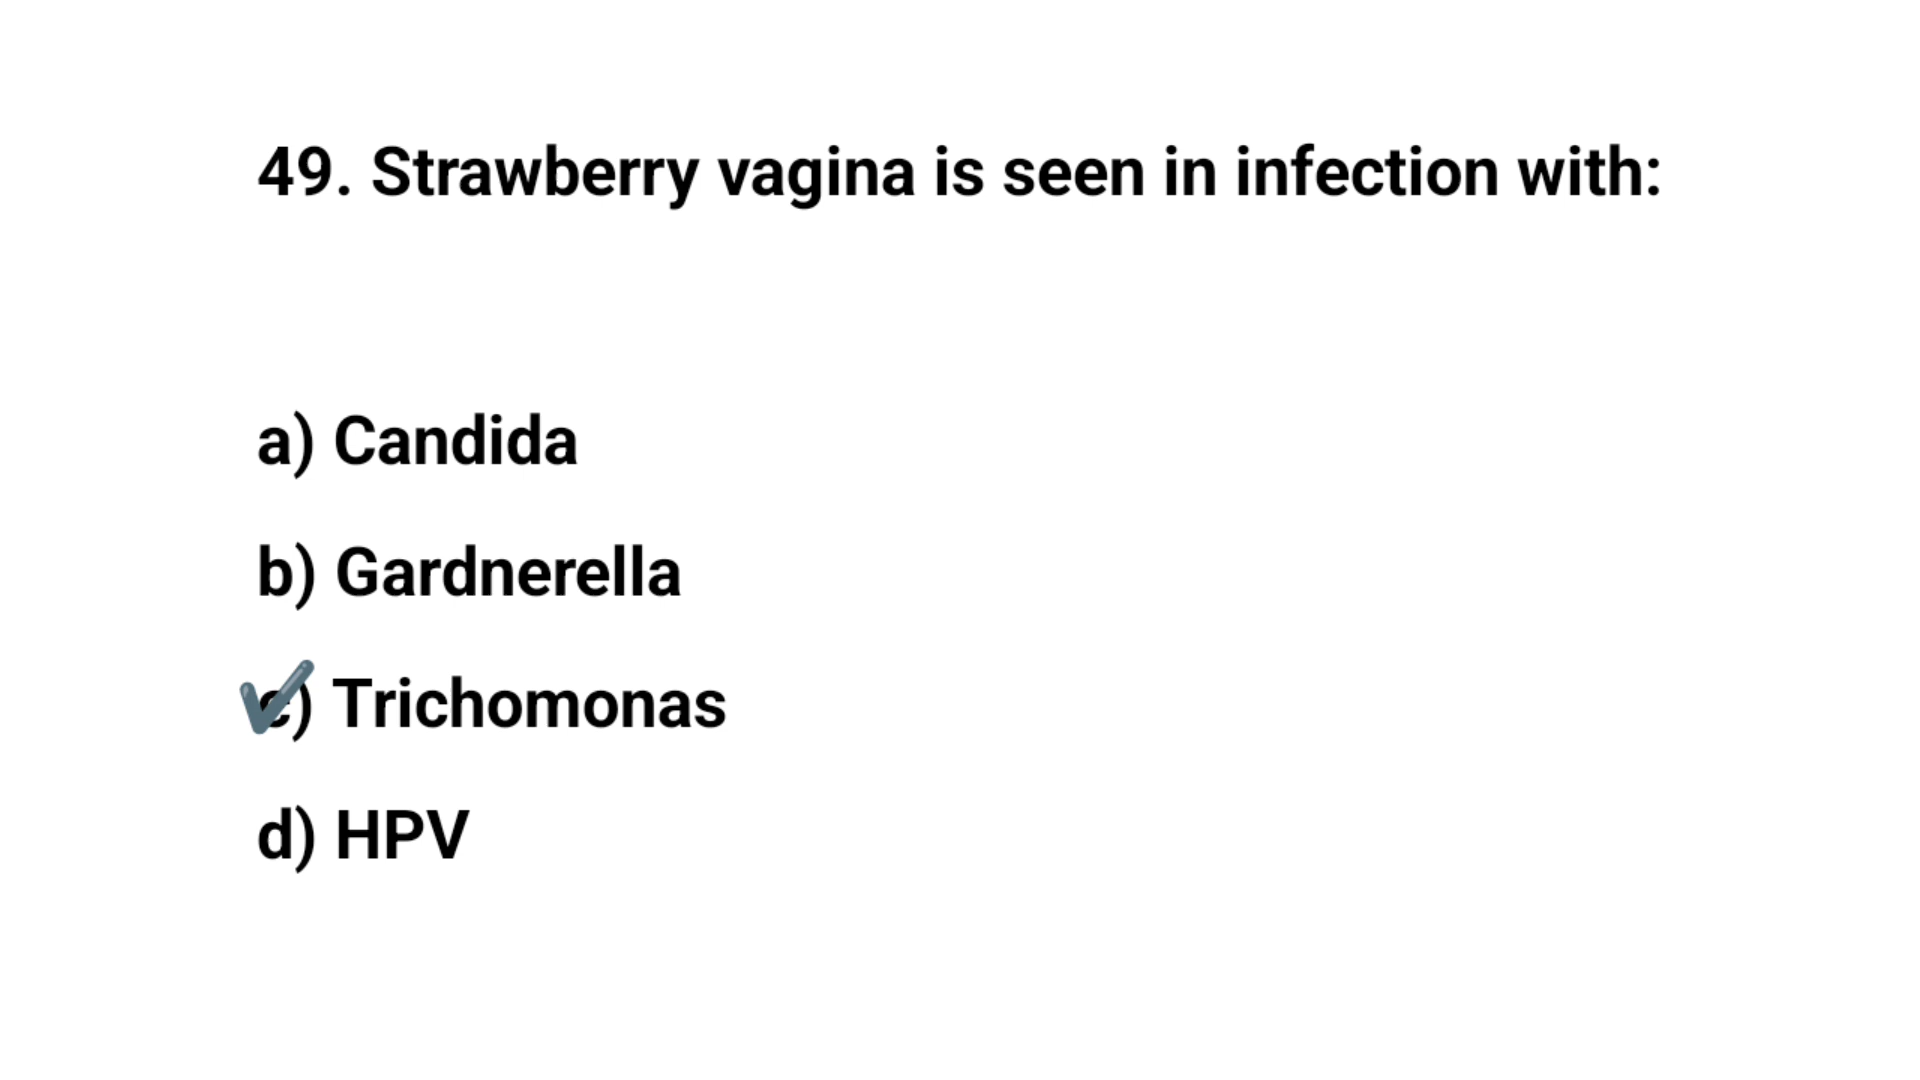 49. Strawberry vagina is seen in infection with:
a) Candida
b) Gardnerella
✔c) Trichomonas
d) HPV